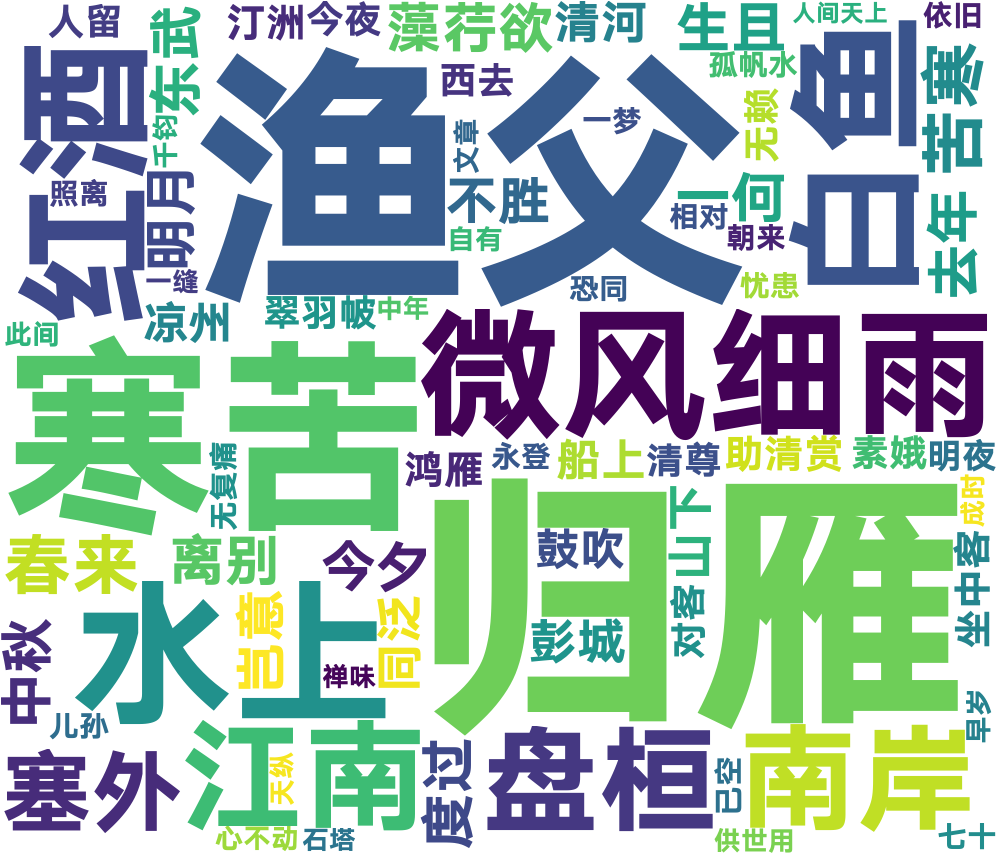 人留
武东
汀洲
今夜
藻荇欲
清河
生且
人间天上
依旧
红酒
渔父
西去
孤帆水
白鱼
苦寒
千钧
文章
一梦
无赖
照离
明月
不胜
一何
相对
去年
自有
朝来
一缝
恐同
忧患
凉州
翠羽帔
中年
此间
微风细雨
寒苦
无复痛
鸿雁
永登
船上
清尊
助清赏
素娥
明夜
归雁
成时
春来
离别
今夕
鼓吹
对客
山下
坐中客
水上
岂意
同泛
彭城
中秋
禅味
儿孙
早岁
塞外
江南
天纵
度过
盘桓
已空
南岸
心不动
石塔
供世用
七十